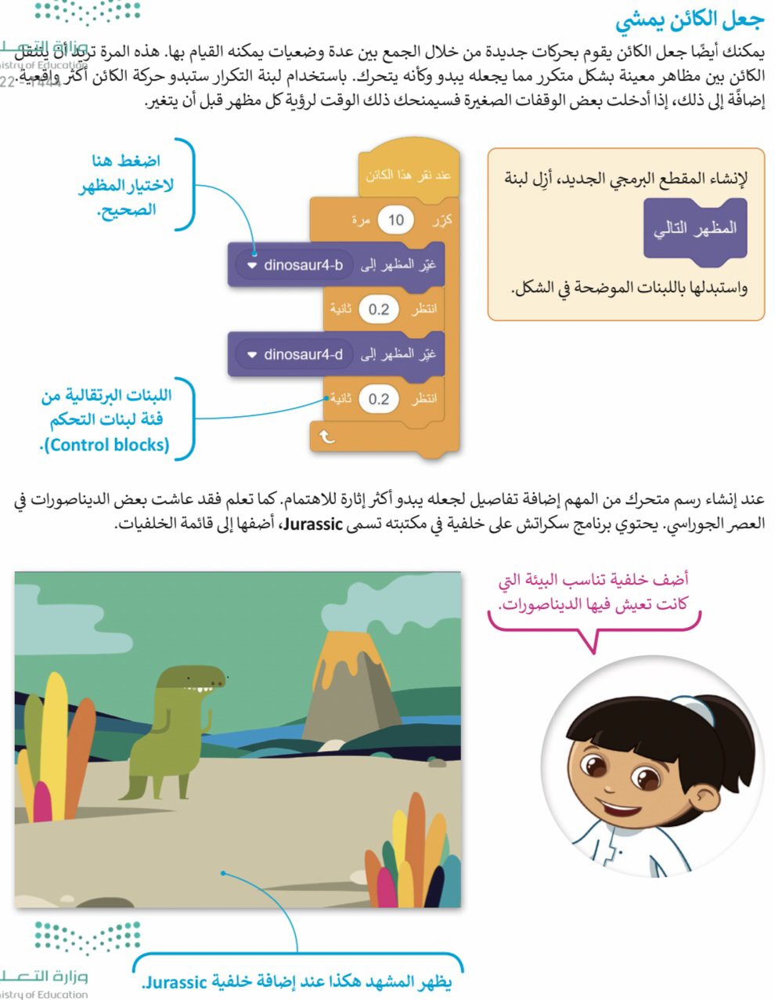 جعل الكائن يمشي
وزارة التعـلـ
nistry of Education
22 - 1444
يمكنك أيضًا جعل الكائن يقوم بحركات جديدة من خلال الجمع بين عدة وضعيات يمكنه القيام بها. هذه المرة تريد أن ينتقل
الكائن بين مظاهر معينة بشكل متكرر مما يجعله يبدو وكأنه يتحرك. باستخدام لبنة التكرار ستبدو حركة الكائن أكثر واقعية.
إضافًة إلى ذلك، إذا أدخلت بعض الوقفات الصغيرة فسيمنحك ذلك الوقت لرؤية كل مظهر قبل أن يتغير.
لإنشاء المقطع البرمجي الجديد، أزِل لبنة
المظهر التالي
واستبدلها باللبنات الموضحة في الشكل.
عند نقر هذا الكائن
كرّر 10 مرة
غيّر المظهر إلى dinosaur4-b
انتظر 0.2 ثانية
غيّر المظهر إلى dinosaur4-d
انتظر 0.2 ثانية
اضغط هنا
لاختيار المظهر
الصحيح.
اللبنات البرتقالية من
فئة لبنات التحكم
(Control blocks).
عند إنشاء رسم متحرك من المهم إضافة تفاصيل لجعله يبدو أكثر إثارة للاهتمام. كما تعلم فقد عاشت بعض الديناصورات في
العصر الجوراسي. يحتوي برنامج سكراتش على خلفية في مكتبته تسمى Jurassic، أضفها إلى قائمة الخلفيات.
أضف خلفية تناسب البيئة التي
كانت تعيش فيها الديناصورات.
يظهر المشهد هكذا عند إضافة خلفية Jurassic.
وزارة التعـلـ
nistry of Education